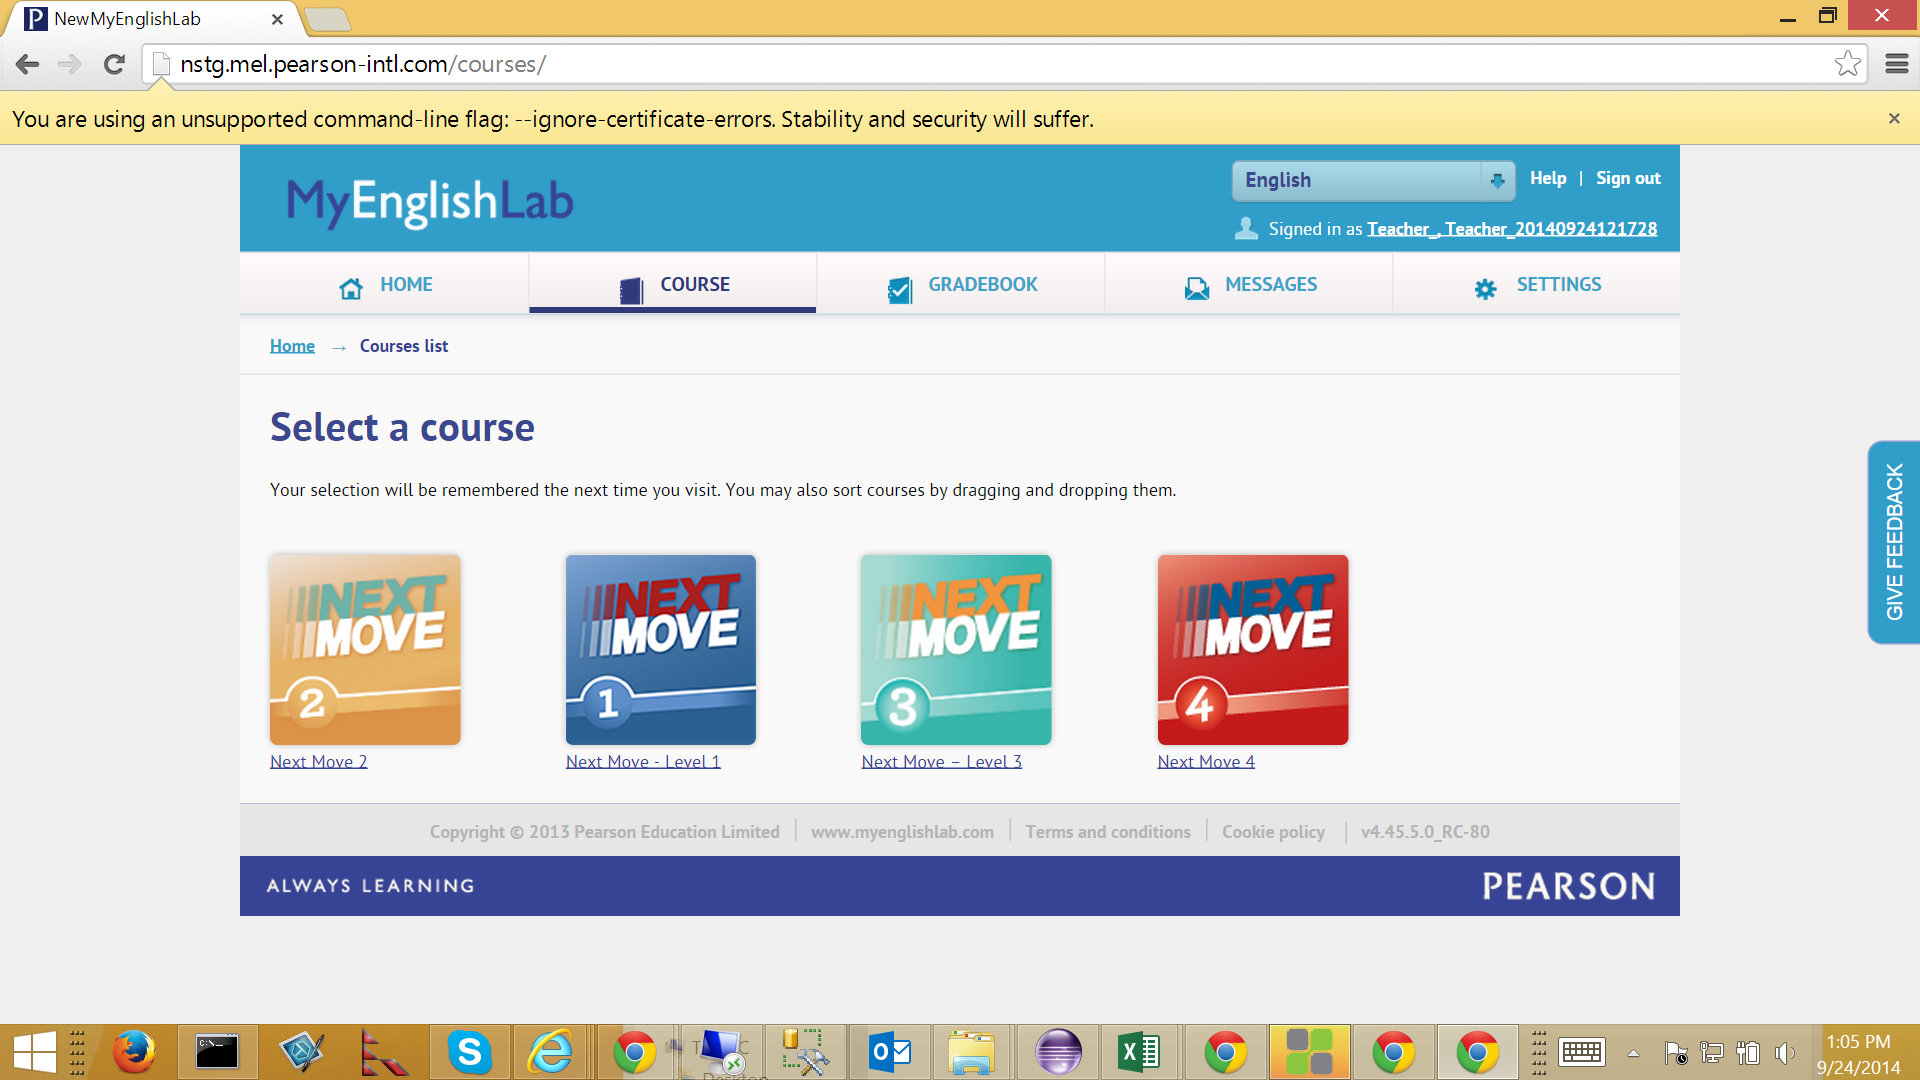 NewMyEnglishLab
nstg.mel.pearson-intl.com/courses/
You are using an unsupported command-line flag: --ignore-certificate-errors. Stability and security will suffer.
MyEnglishLab
English
Help | Sign out
Signed in as Teacher_, Teacher_20140924121728
HOME
COURSE
GRADEBOOK
MESSAGES
SETTINGS
Home → Courses list
Select a course
Your selection will be remembered the next time you visit. You may also sort courses by dragging and dropping them.
GIVE FEEDBACK
NEXT
MOVE
2
Next Move 2
NEXT
MOVE
1
Next Move - Level 1
NEXT
MOVE
3
Next Move – Level 3
NEXT
MOVE
4
Next Move 4
Copyright © 2013 Pearson Education Limited | www.myenglishlab.com | Terms and conditions | Cookie policy | v4.45.5.0_RC-80
ALWAYS LEARNING
PEARSON
1:05 PM
9/24/2014